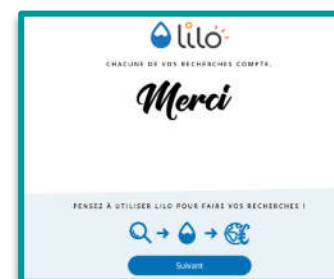 lilo
CHACUNE DE VOS RECHERCHES COMPTE.
Merci
PENSEZ À UTILISER LILO POUR FAIRE VOS RECHERCHES !
Suivant